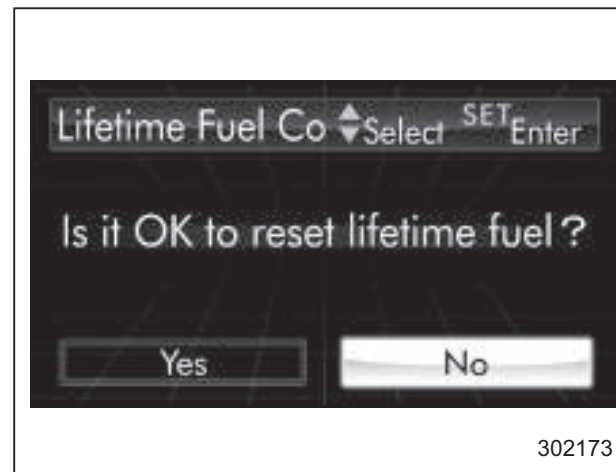 Lifetime Fuel Co Select SET Enter
Is it OK to reset lifetime fuel?
Yes No
302173